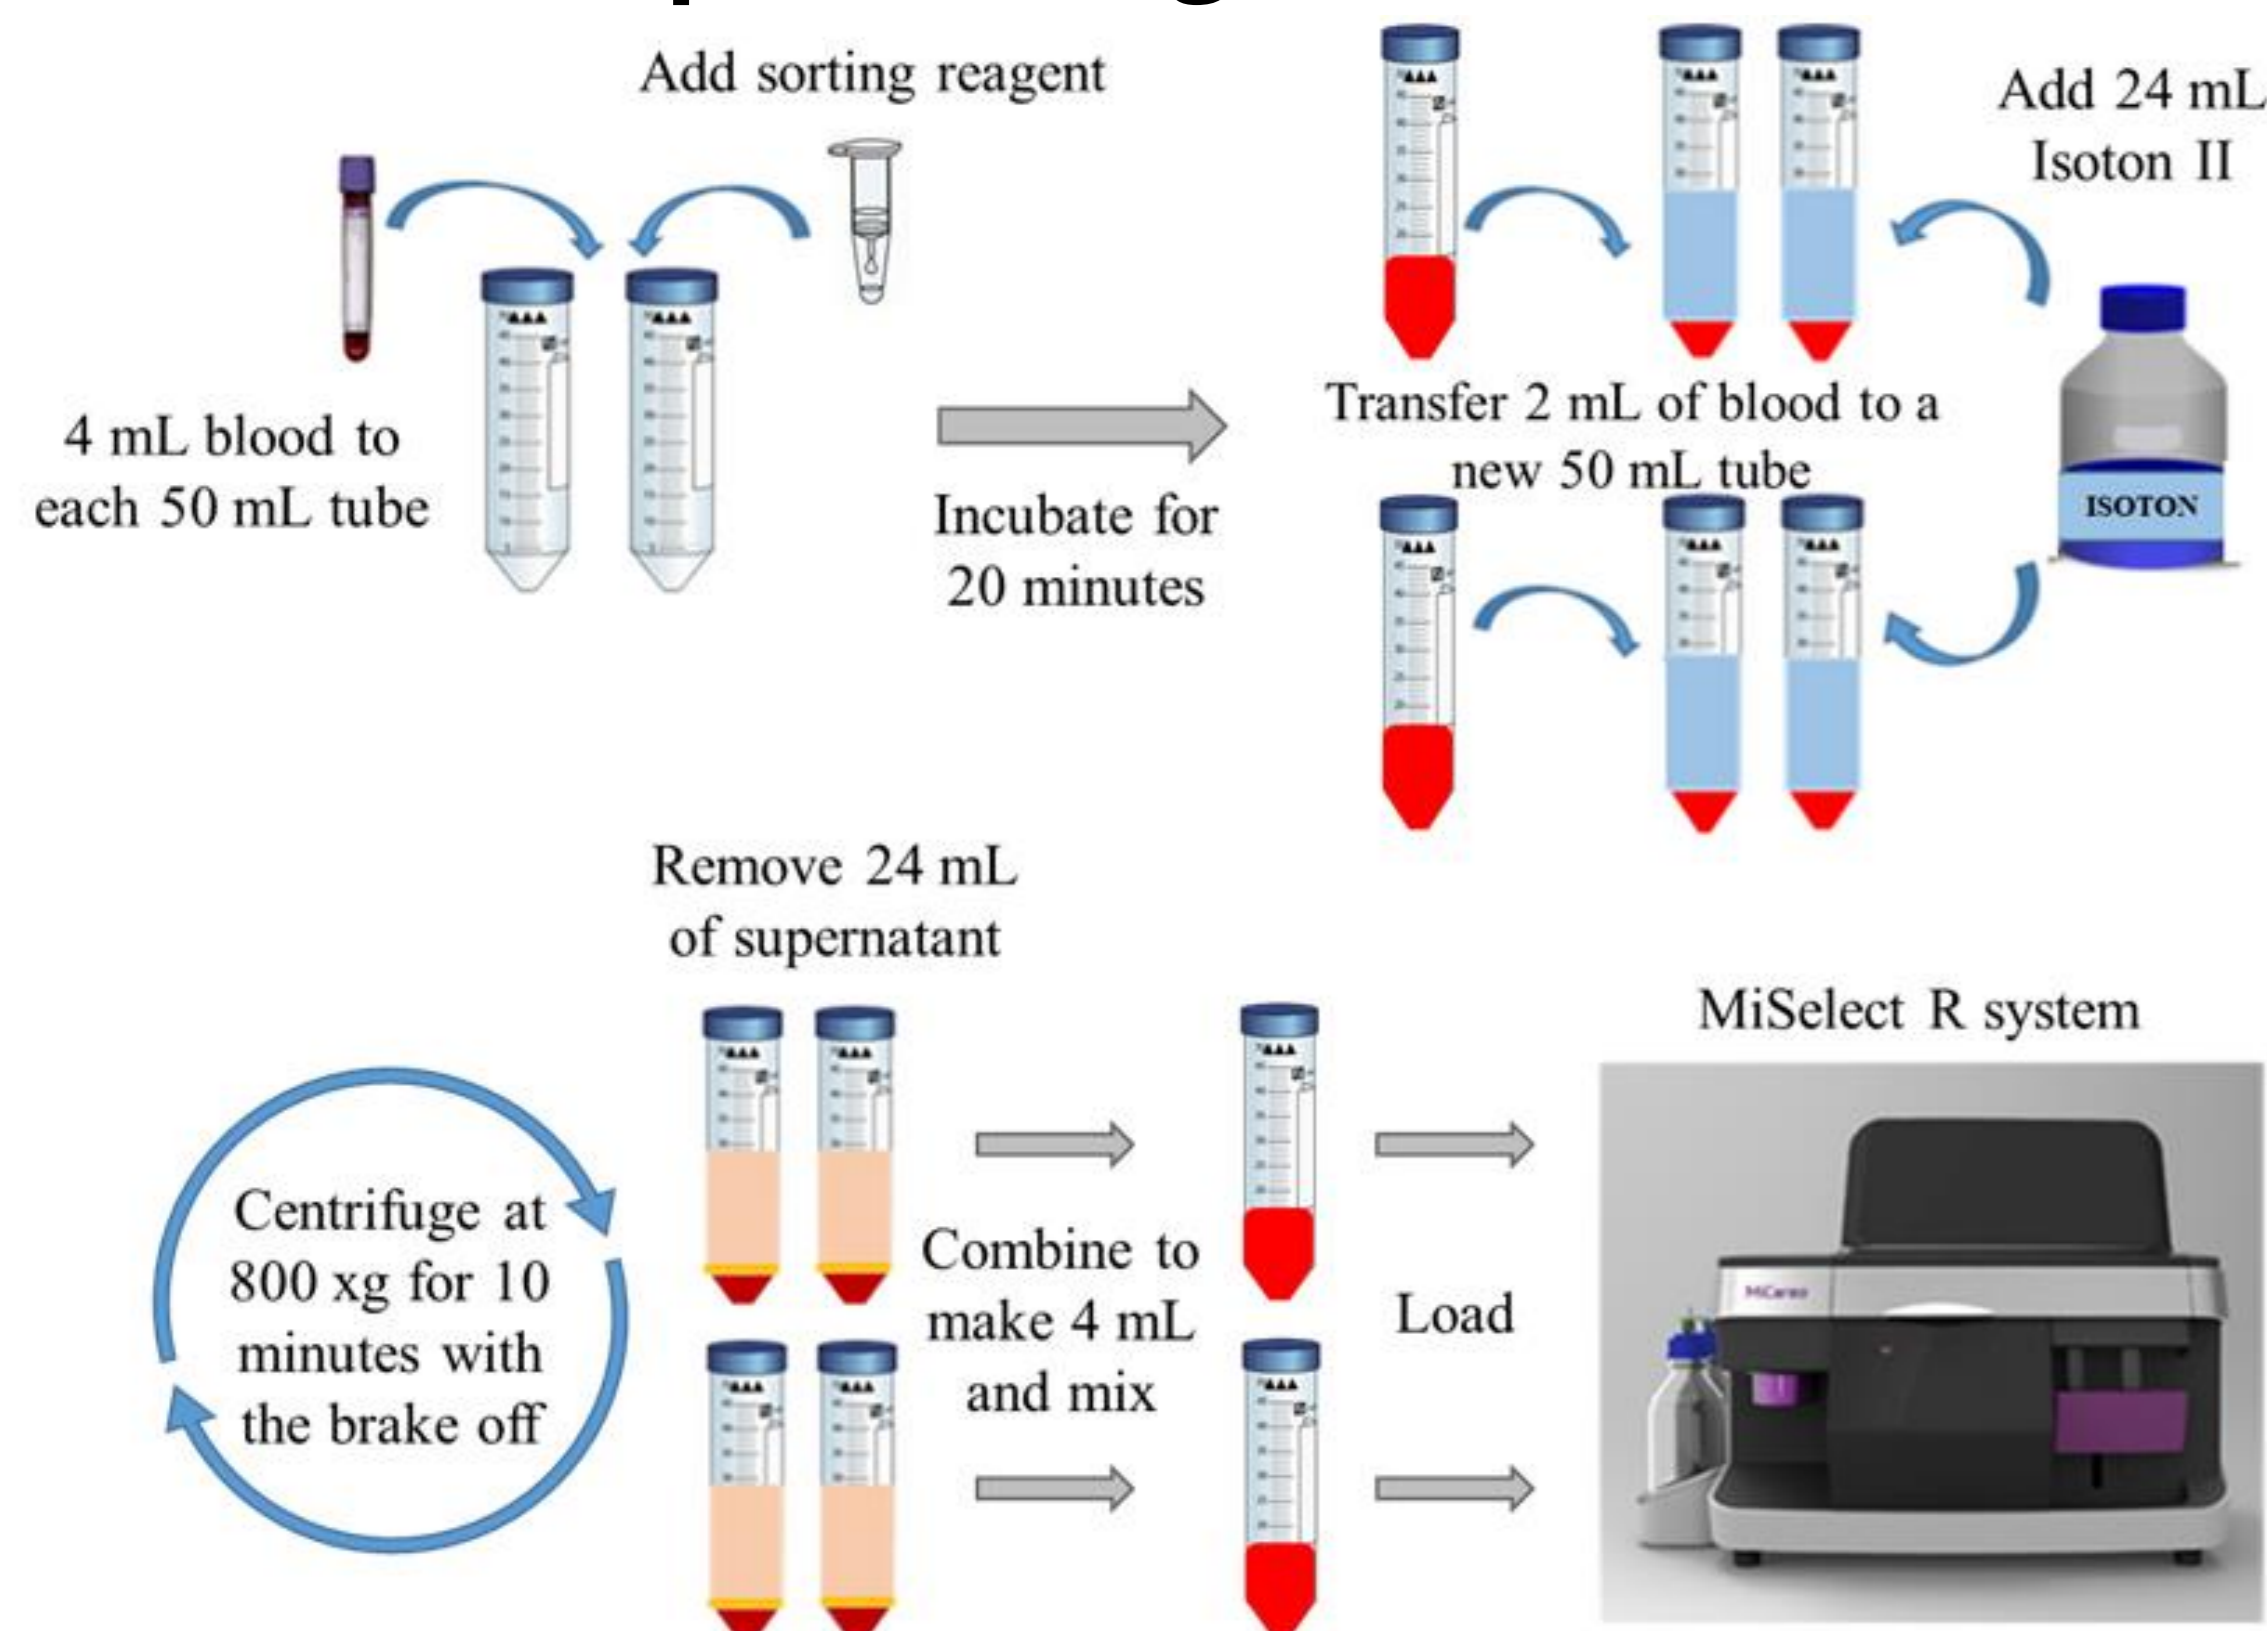 Add sorting reagent
4 mL blood to
each 50 mL tube
Incubate for
20 minutes
Add 24 mL
Isoton II
Transfer 2 mL of blood to a
new 50 mL tube
ISOTON
Remove 24 mL
of supernatant
Centrifuge at
800 xg for 10
minutes with
the brake off
Combine to
make 4 mL
and mix
Load
MiSelect R system
MiCareo